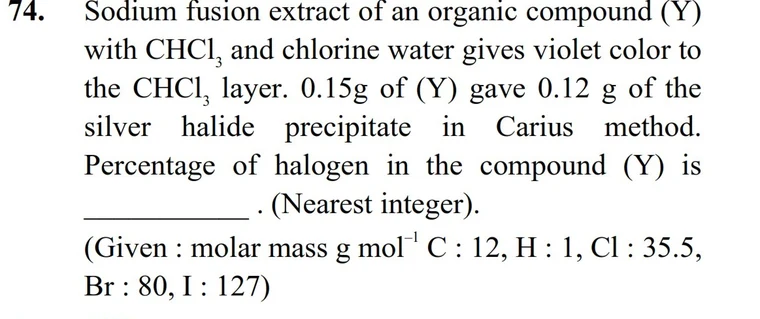 74. Sodium fusion extract of an organic compound (Y)
with CHCl₃ and chlorine water gives violet color to
the CHCl₃ layer. 0.15g of (Y) gave 0.12 g of the
silver halide precipitate in Carius method.
Percentage of halogen in the compound (Y) is
___________ . (Nearest integer).
(Given : molar mass g mol⁻¹ C : 12, H : 1, Cl : 35.5,
Br : 80, I : 127)